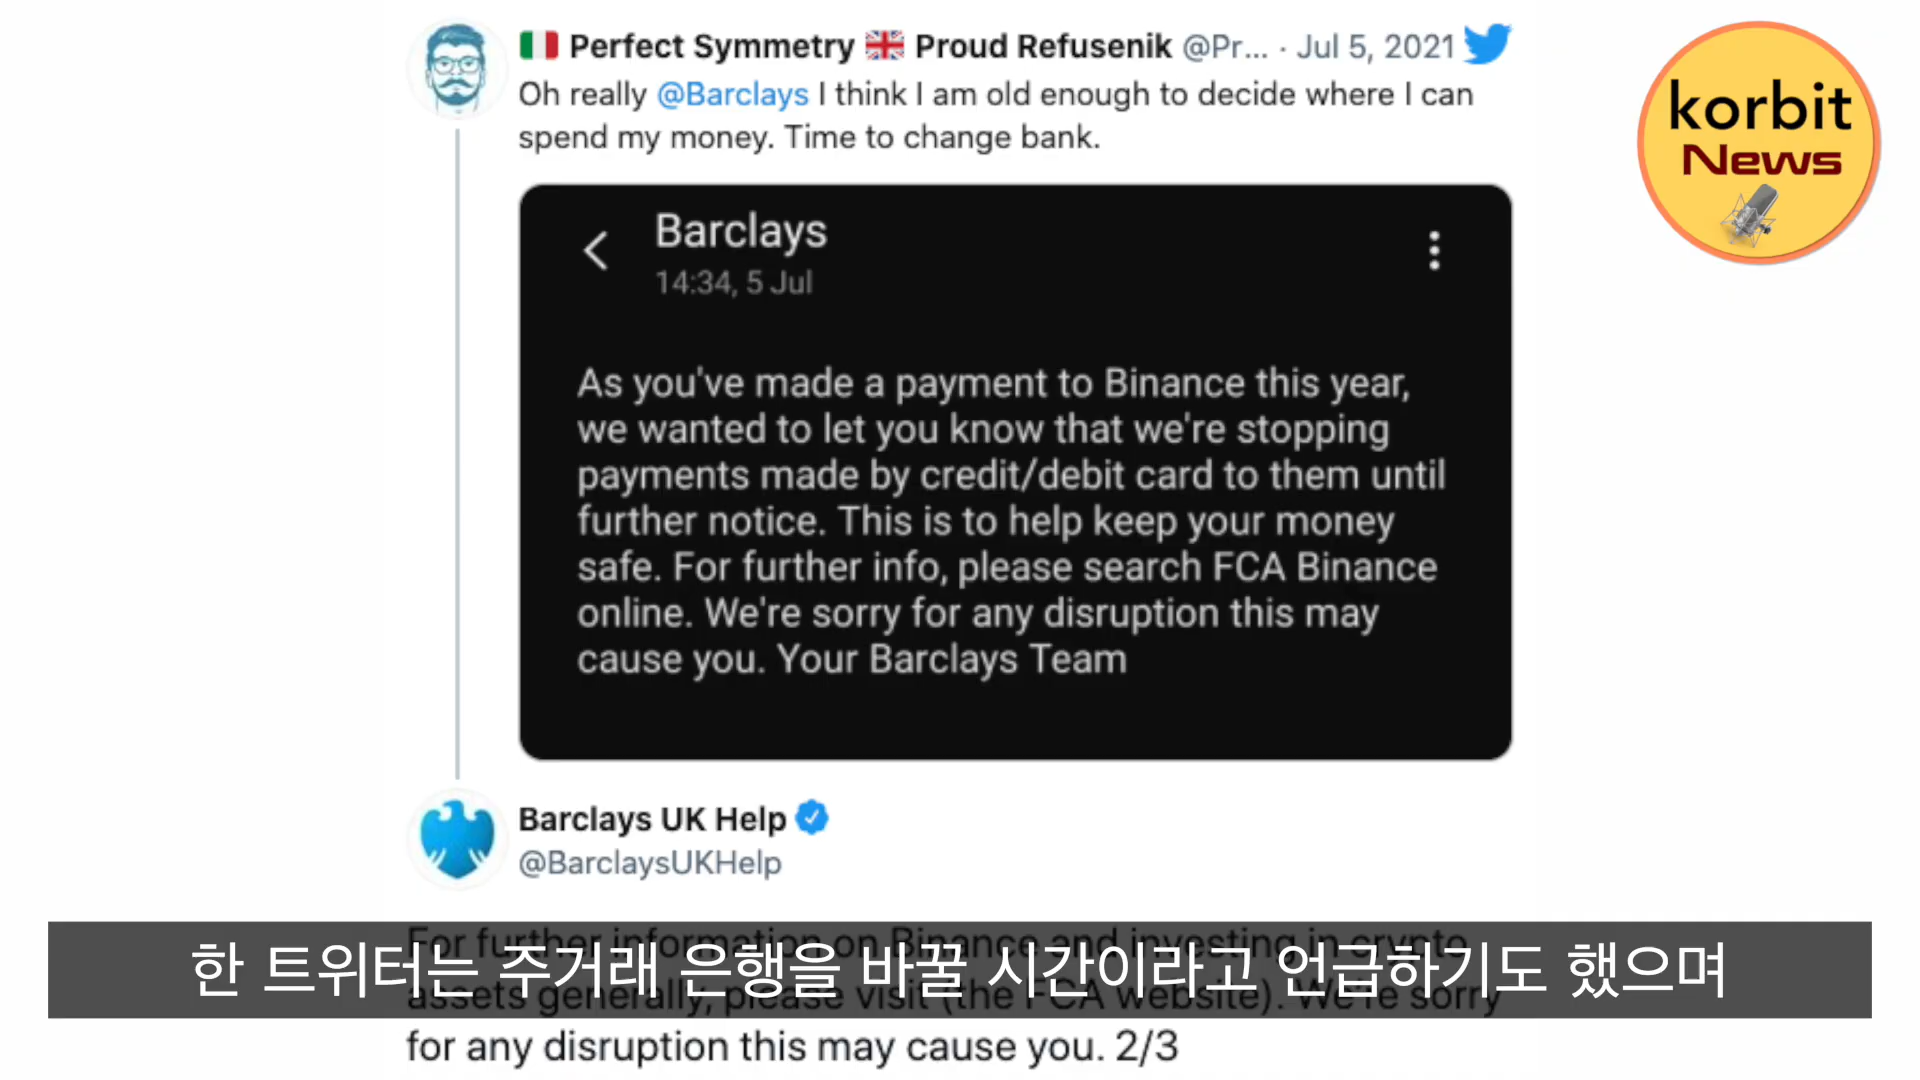 Perfect Symmetry 🇬🇧 Proud Refusenik @Pr... · Jul 5, 2021
Oh really @Barclays I think I am old enough to decide where I can
spend my money. Time to change bank.
korbit
News
Barclays
14:34, 5 Jul
As you've made a payment to Binance this year,
we wanted to let you know that we're stopping
payments made by credit/debit card to them until
further notice. This is to help keep your money
safe. For further info, please search FCA Binance
online. We're sorry for any disruption this may
cause you. Your Barclays Team
Barclays UK Help
@BarclaysUKHelp
For further information on Binance and investing in crypto
assets generally, please visit (the FCA website). We're sorry
for any disruption this may cause you. 2/3
한 트위터는 주거래 은행을 바꿀 시간이라고 언급하기도 했으며